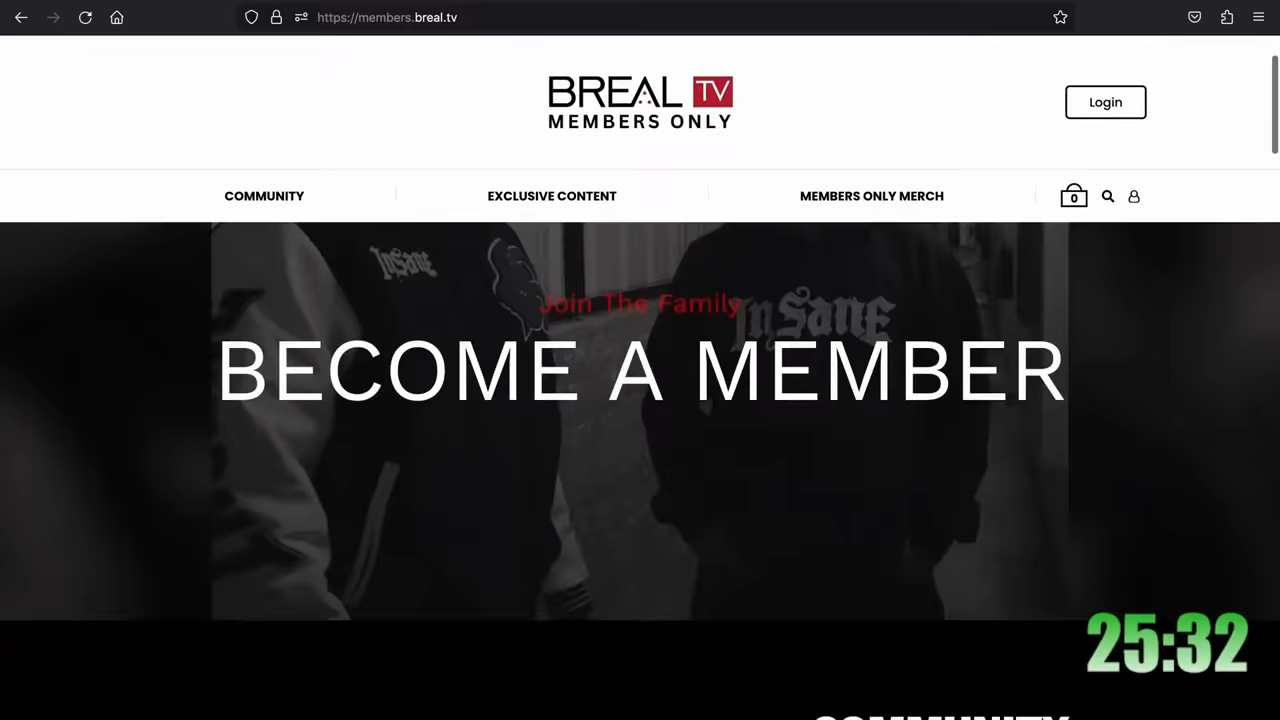 https://members.breal.tv
BREAL TV
MEMBERS ONLY
Login
COMMUNITY
EXCLUSIVE CONTENT
MEMBERS ONLY MERCH
0
InSane
InSane
Join The Family
BECOME A MEMBER
25:32
COMMUNITY